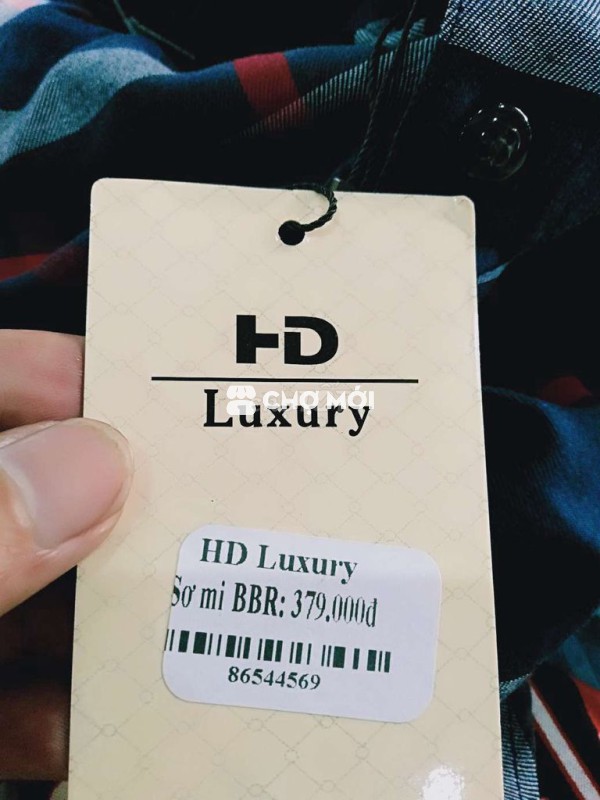 HD
CHỢ MỚI
Luxury
HD Luxury
Sơ mi BBR: 379.000đ
86544569